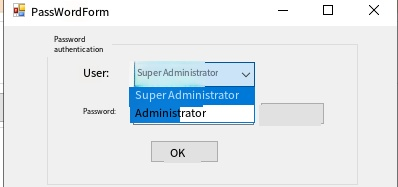 PassWordForm
Password
authentication
User:
Super Administrator
Super Administrator
Administrator
Password:
OK